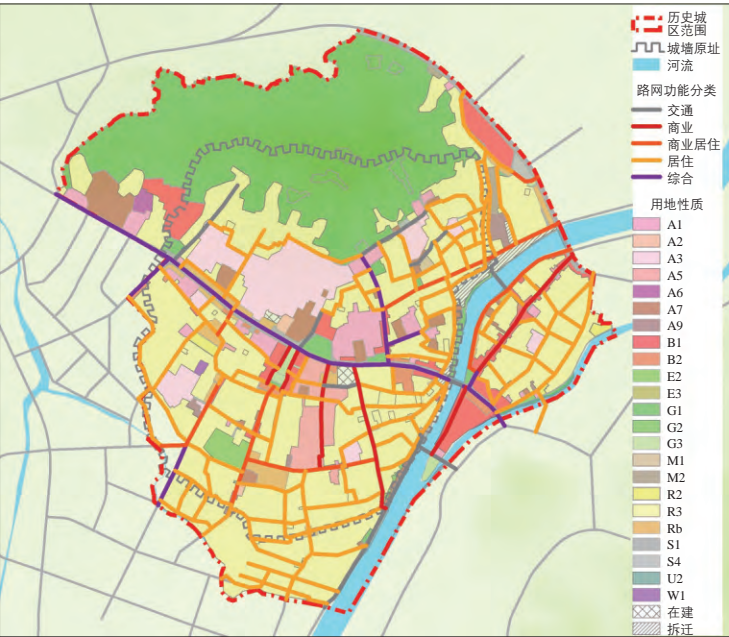 历史城
区范围
城墙原址
河流
路网功能分类
交通
商业
商业居住
居住
综合
用地性质
A1
A2
A3
A5
A6
A7
A9
B1
B2
E2
E3
G1
G2
G3
M1
M2
R2
R3
Rb
S1
S4
U2
W1
在建
拆迁